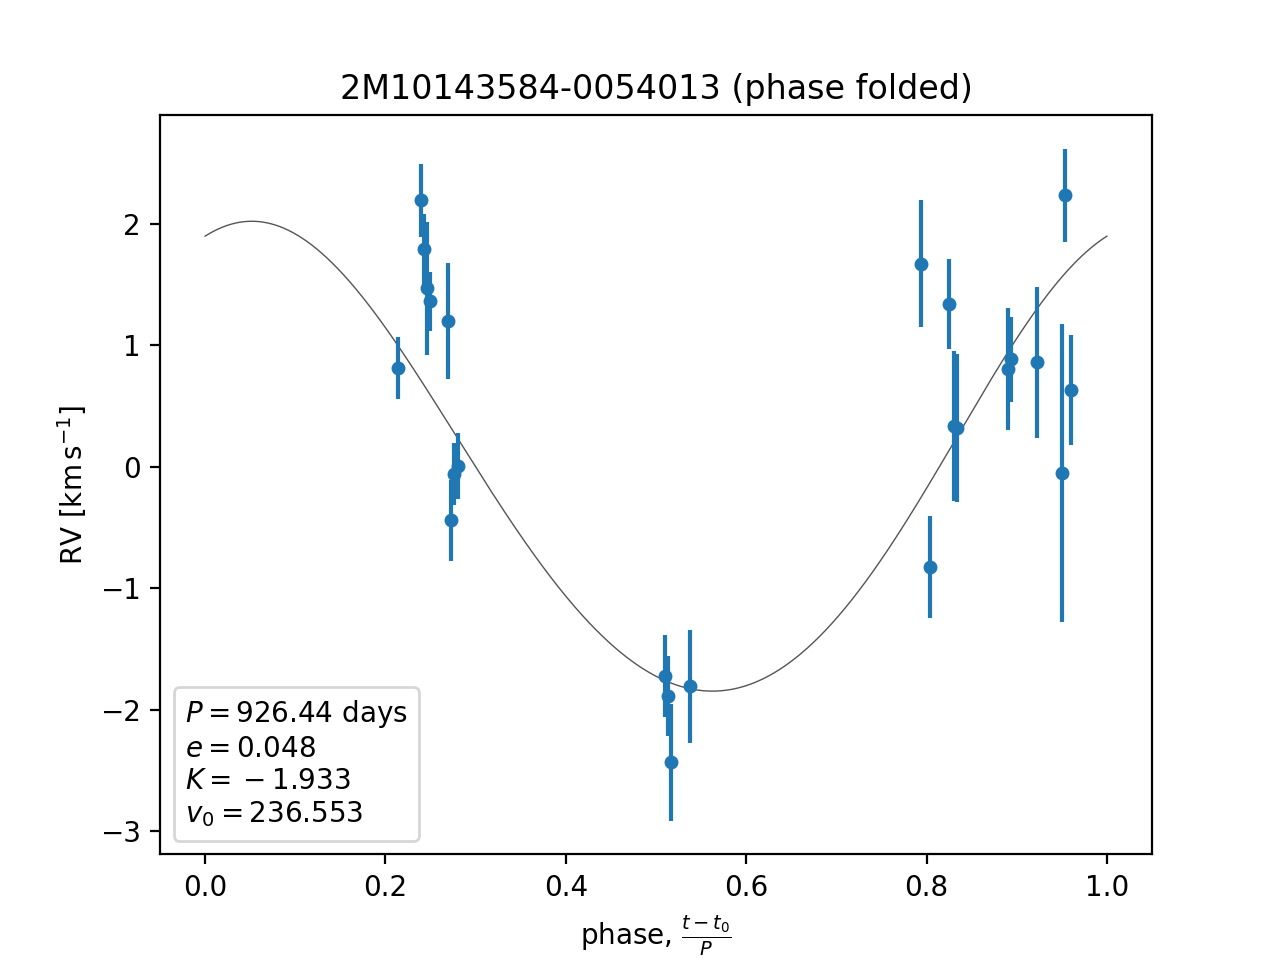 2M10143584-0054013 (phase folded)
RV [km s⁻¹]
2
1
0
−1
−2
−3
P = 926.44 days
e = 0.048
K = −1.933
v₀ = 236.553
0.0 0.2 0.4 0.6 0.8 1.0
phase, (t − t₀)/P